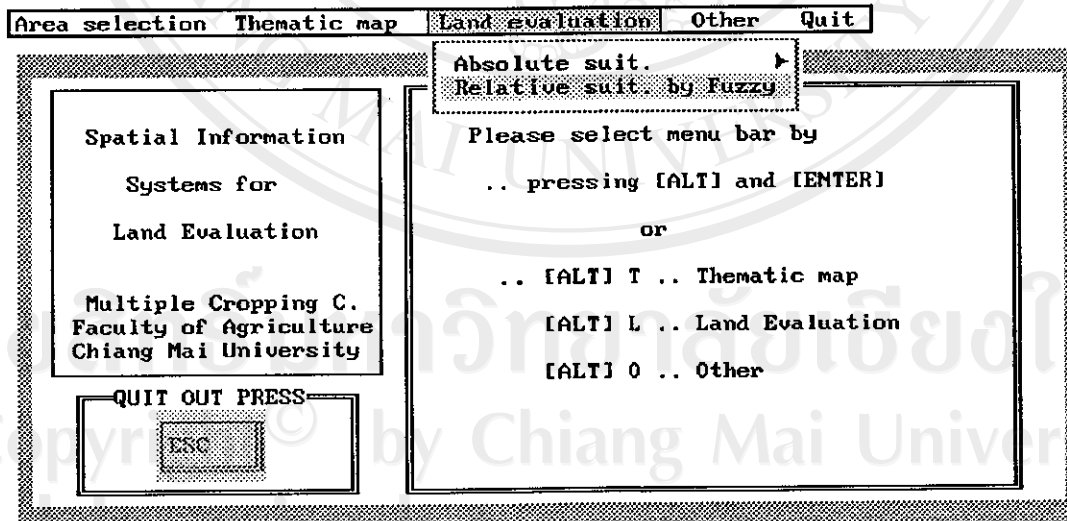 Area selection Thematic map Land evaluation Other Quit
Absolute suit.
Relative suit. by Fuzzy
Spatial Information
Systems for
Land Evaluation
Multiple Cropping C.
Faculty of Agriculture
Chiang Mai University
QUIT OUT PRESS
ESC
Please select menu bar by
.. pressing [ALT] and [ENTER]
or
.. [ALT] T .. Thematic map
[ALT] L .. Land Evaluation
[ALT] O .. Other
MAI UNIVERSITY
by Chiang Mai Univer